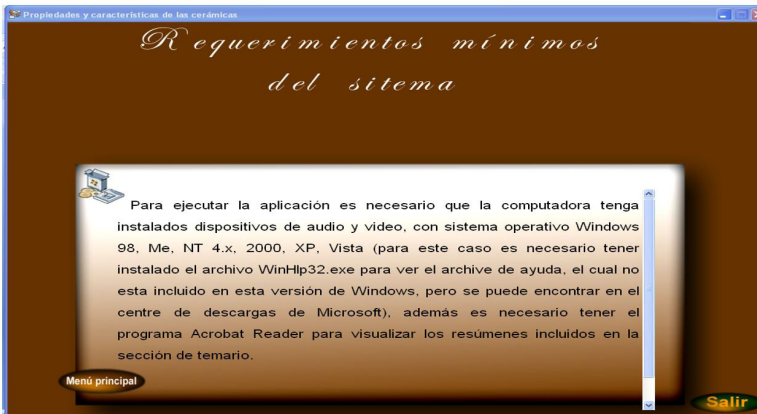 Propiedades y características de las cerámicas
Requerimientos mínimos
del sitema
Para ejecutar la aplicación es necesario que la computadora tenga
instalados dispositivos de audio y video, con sistema operativo Windows
98, Me, NT 4.x, 2000, XP, Vista (para este caso es necesario tener
instalado el archivo WinHlp32.exe para ver el archive de ayuda, el cual no
esta incluido en esta versión de Windows, pero se puede encontrar en el
centre de descargas de Microsoft), además es necesario tener el
programa Acrobat Reader para visualizar los resúmenes incluidos en la
sección de temario.
Menú principal
Salir